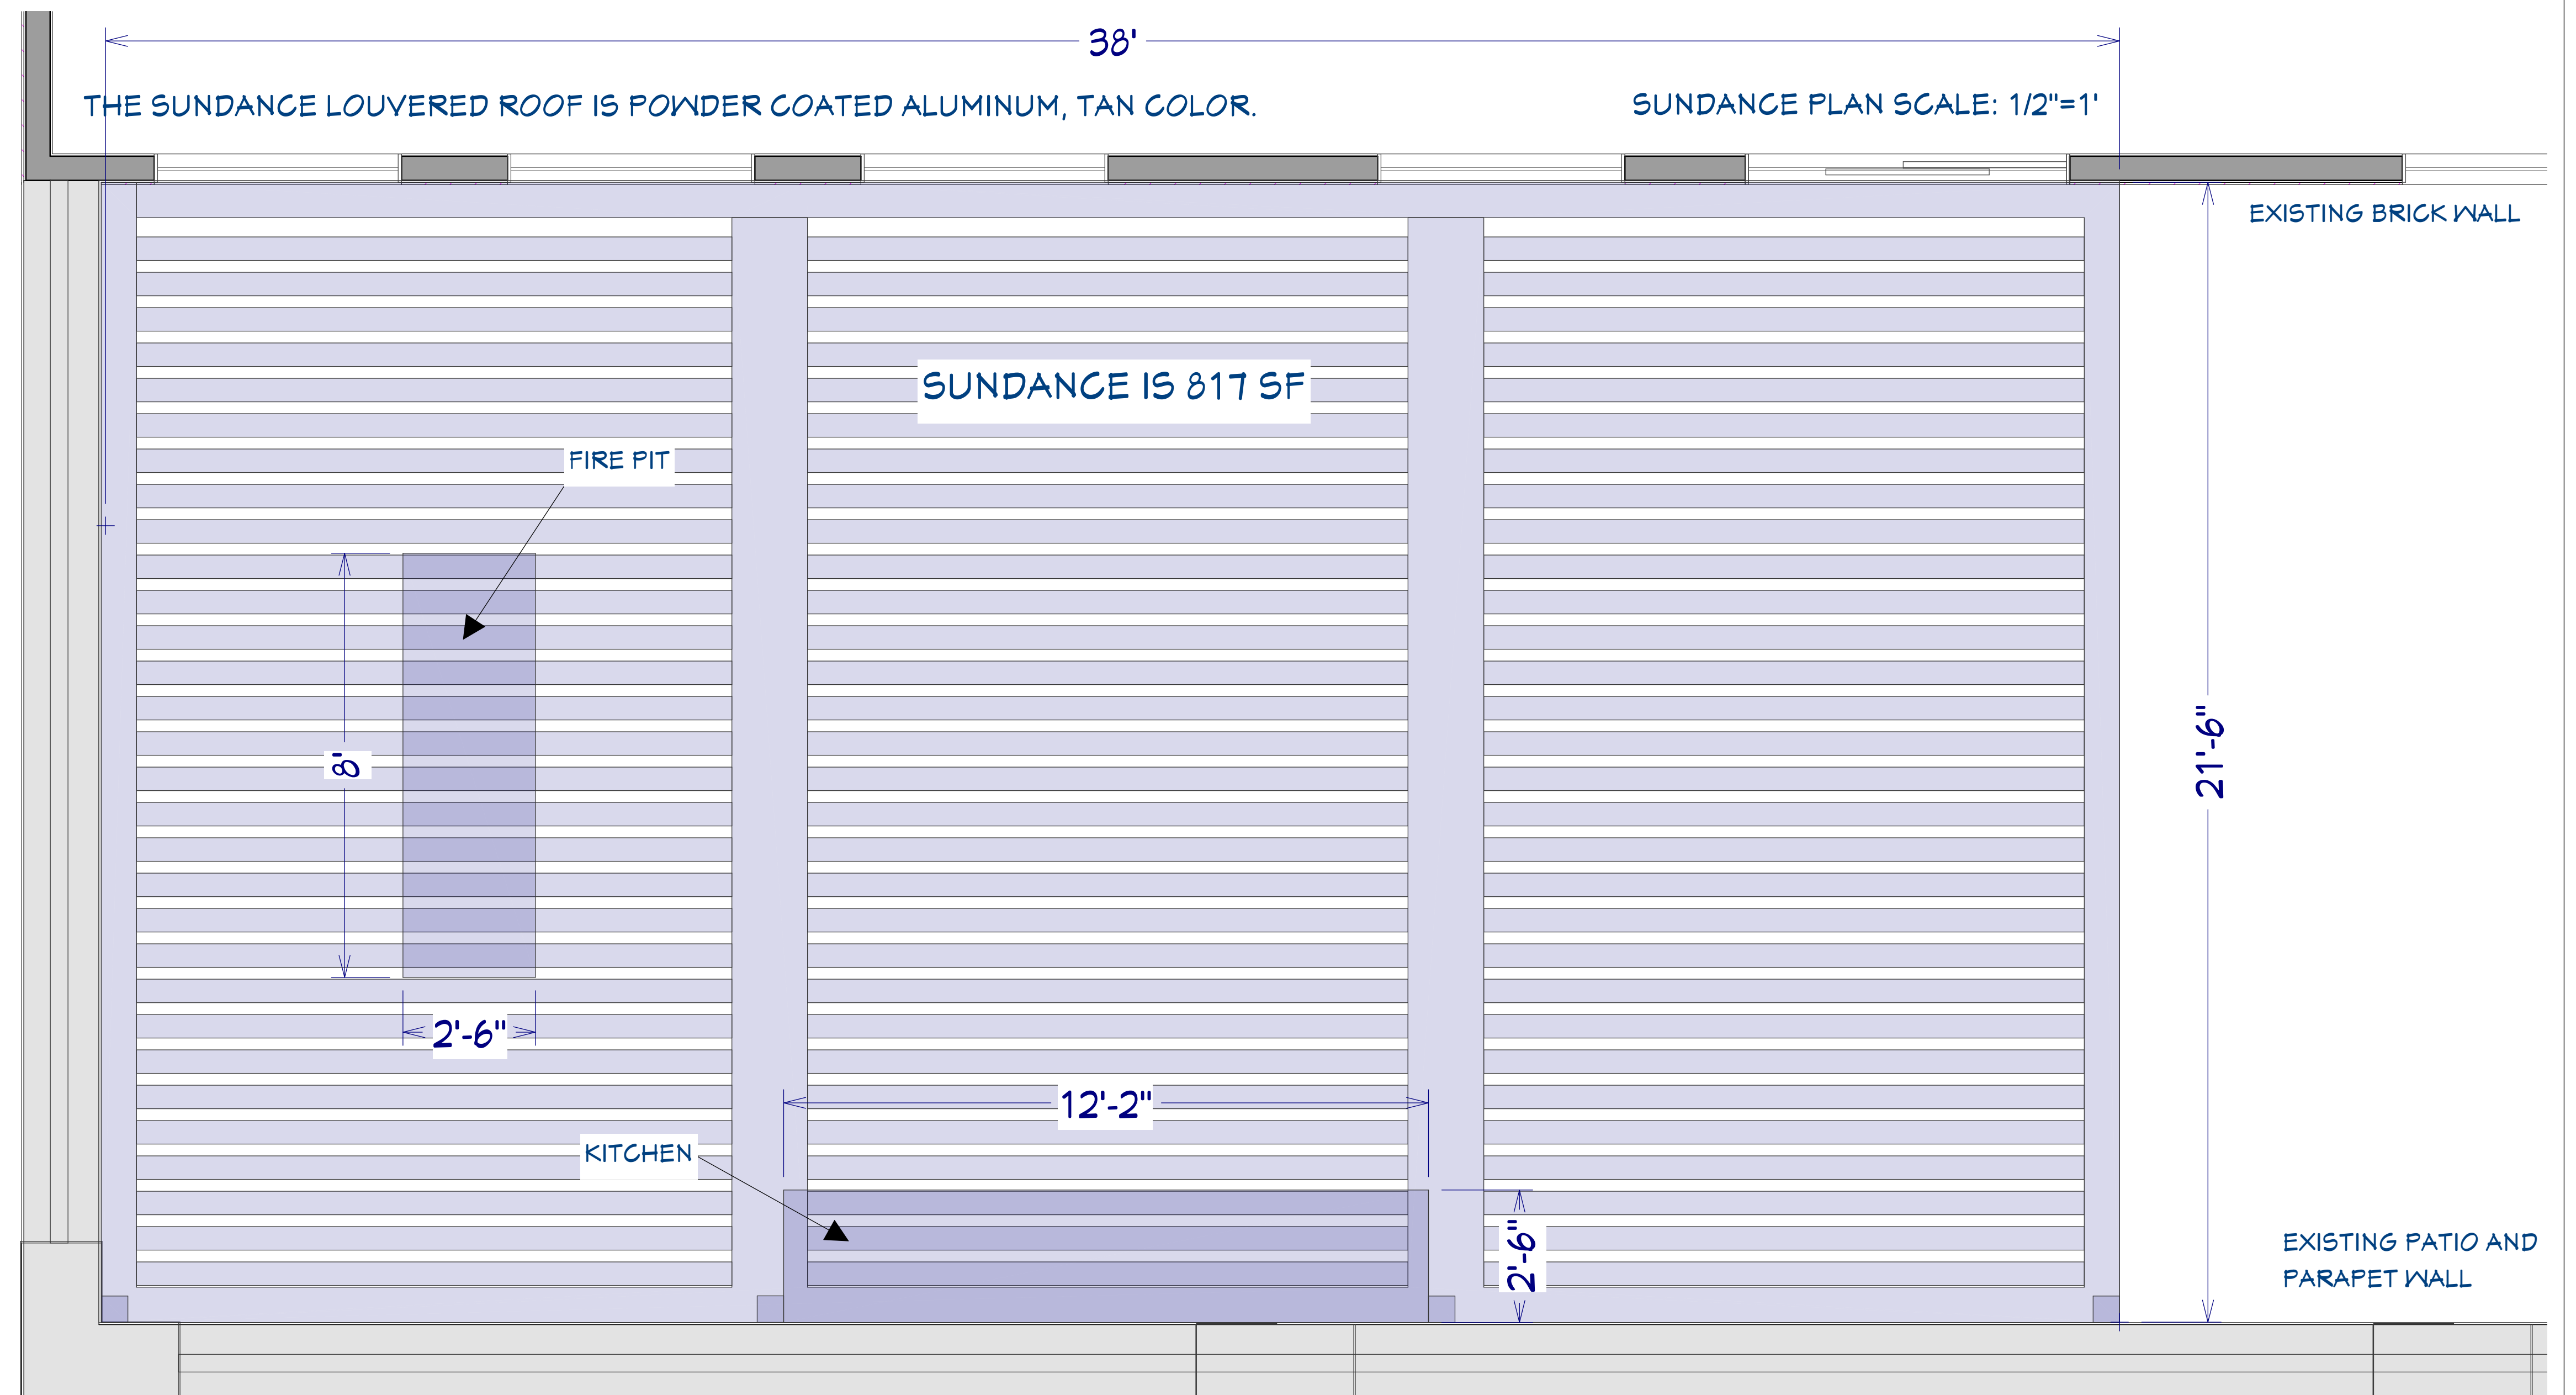 38'
THE SUNDANCE LOUVERED ROOF IS POWDER COATED ALUMINUM, TAN COLOR.
SUNDANCE PLAN SCALE: 1/2"=1'
EXISTING BRICK WALL
SUNDANCE IS 817 SF
FIRE PIT
8'
21'-6"
2'-6"
12'-2"
KITCHEN
2'-6"
EXISTING PATIO AND
PARAPET WALL